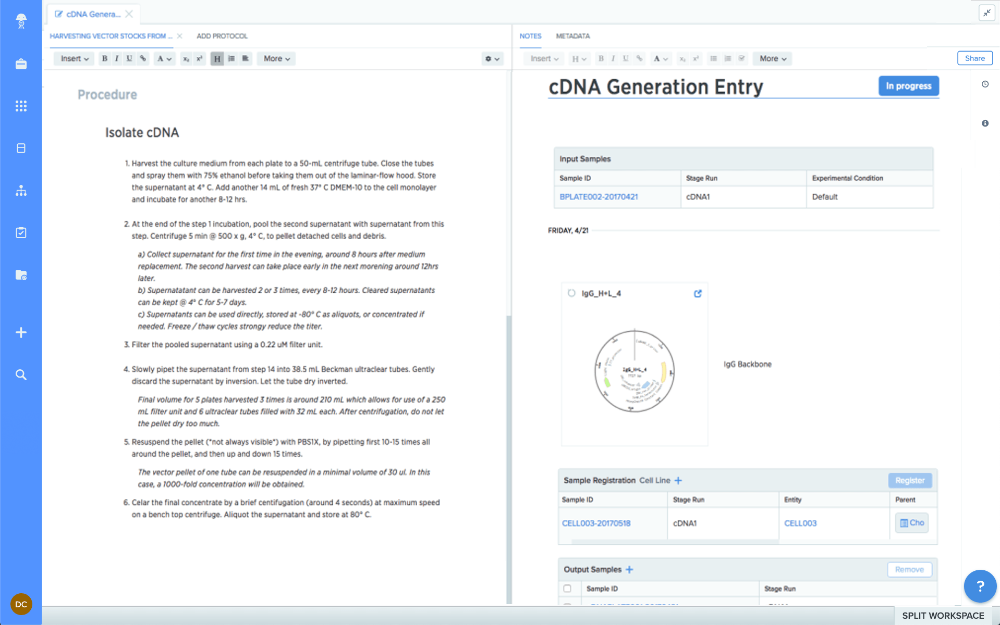 cDNA Genera...
HARVESTING VECTOR STOCKS FROM ...
ADD PROTOCOL
Insert
B I U
A
x₂ x²
H
More
Procedure
Isolate cDNA
1. Harvest the culture medium from each plate to a 50-mL centrifuge tube. Close the tubes
and spray them with 75% ethanol before taking them out of the laminar-flow hood. Store
the supernatant at 4° C. Add another 14 mL of fresh 37° C DMEM-10 to the cell monolayer
and incubate for another 8-12 hrs.
2. At the end of the step 1 incubation, pool the second supernatant with supernatant from this
step. Centrifuge 5 min @ 500 x g, 4° C, to pellet detached cells and debris.
a) Collect supernatant for the first time in the evening, around 8 hours after medium
replacement. The second harvest can take place early in the next morening around 12hrs
later.
b) Supernatatant can be harvested 2 or 3 times, every 8-12 hours. Cleared supernatants
can be kept @ 4° C for 5-7 days.
c) Supernatants can be used directly, stored at -80° C as aliquots, or concentrated if
needed. Freeze / thaw cycles strongy reduce the titer.
3. Filter the pooled supernatant using a 0.22 uM filter unit.
4. Slowly pipet the supernatant from step 14 into 38.5 mL Beckman ultraclear tubes. Gently
discard the supernatant by inversion. Let the tube dry inverted.
Final volume for 5 plates harvested 3 times is around 210 mL which allows for use of a 250
mL filter unit and 6 ultraclear tubes filled with 32 mL each. After centrifugation, do not let
the pellet dry too much.
5. Resuspend the pellet (*not always visible*) with PBS1X, by pipetting first 10-15 times all
around the pellet, and then up and down 15 times.
The vector pellet of one tube can be resuspended in a minimal volume of 30 ul. In this
case, a 1000-fold concentration will be obtained.
6. Celar the final concentrate by a brief centifugation (around 4 seconds) at maximum speed
on a bench top centrifuge. Aliquot the supernatant and store at 80° C.
NOTES
METADATA
Insert
H
B I U
A
x₂ x²
More
Share
cDNA Generation Entry
In progress
Input Samples
Sample ID Stage Run Experimental Condition
BPLATE002-20170421 cDNA1 Default
FRIDAY, 4/21
IgG_H+L_4
IgG_H+L_4
IgG Backbone
Sample Registration Cell Line
Register
Sample ID Stage Run Entity Parent
CELL003-20170518 cDNA1 CELL003 Cho
Output Samples
Remove
Sample ID Stage Run
?
DC
SPLIT WORKSPACE